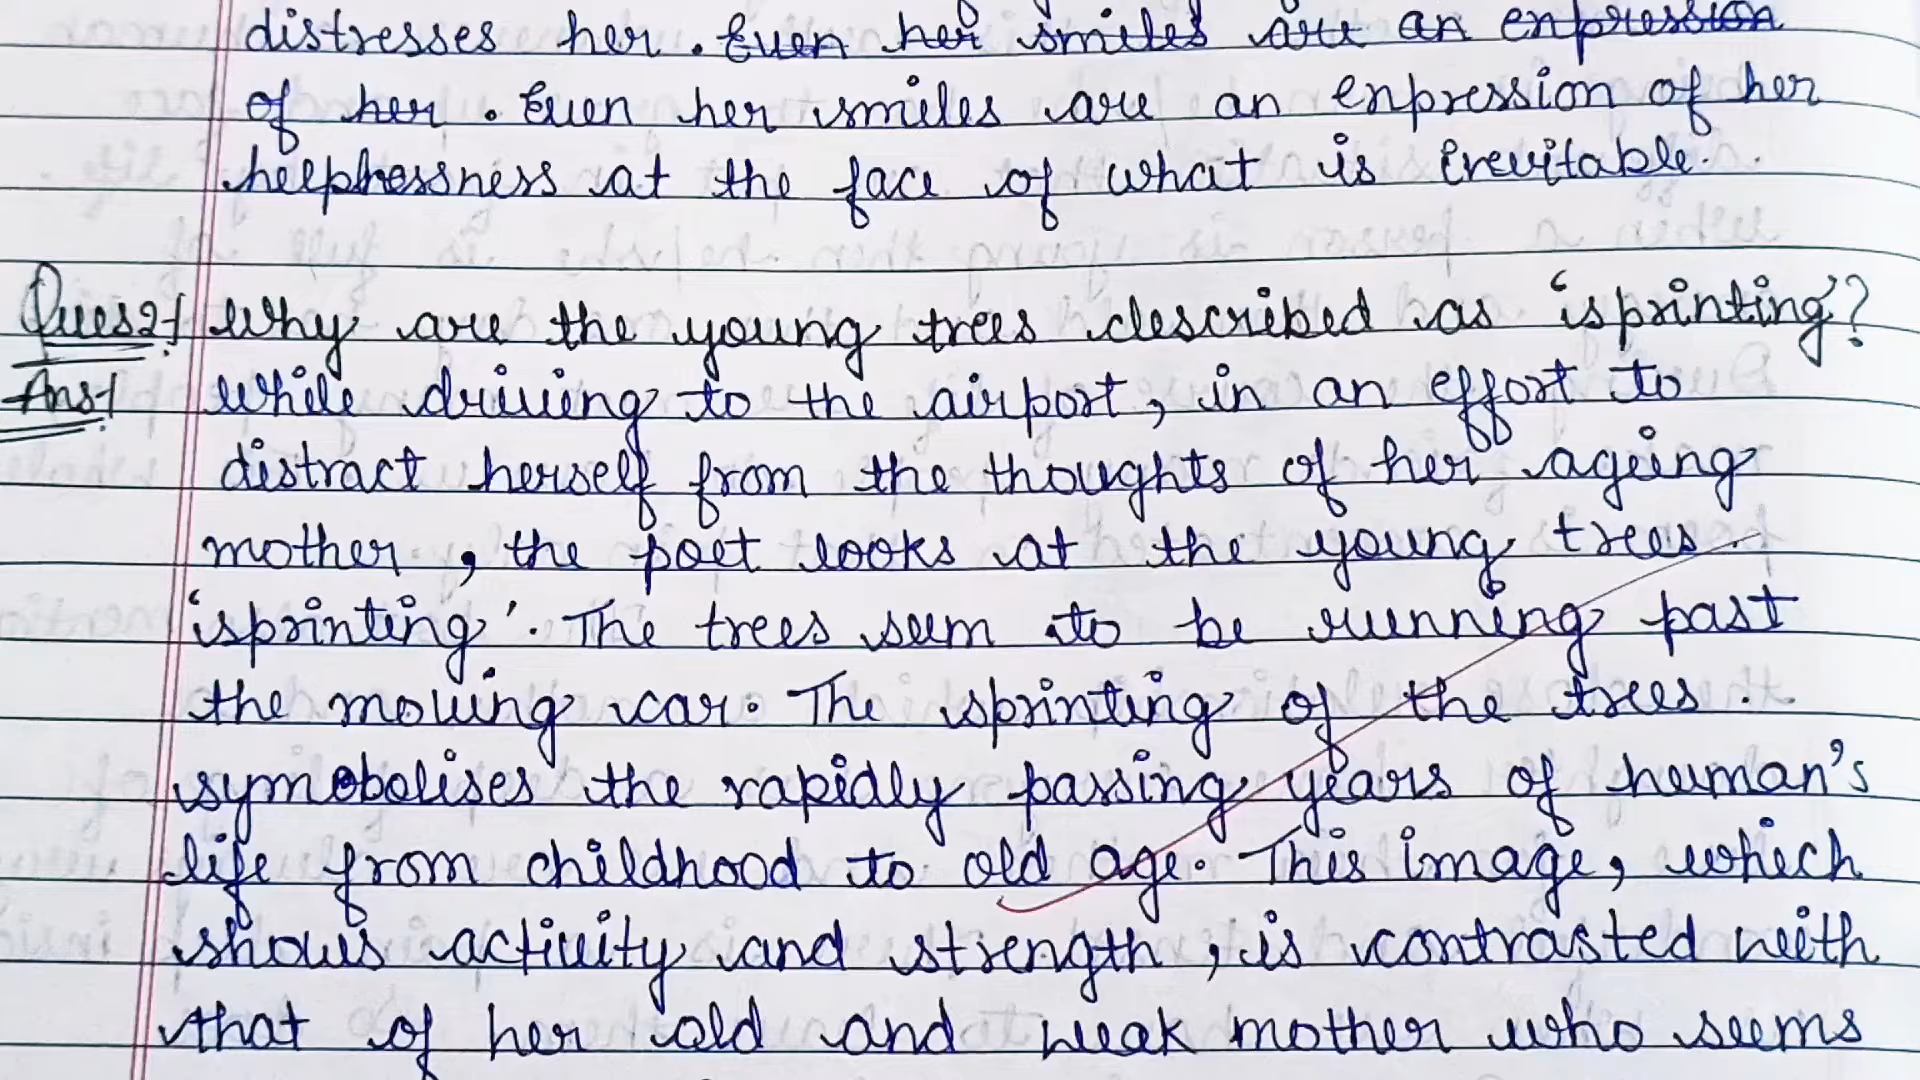 distresses her. Even her smiles are an enpression
of her. Even her smiles are an enpression of her
helplessness at the face of what is inevitable.
Ques2:- Why are the young trees described as 'sprinting'?
Ans:- While driving to the airport, in an effort to
distract herself from the thoughts of her ageing
mother, the poet looks at the young trees
'sprinting'. The trees seem to be running past
the moving car. The sprinting of the trees.
symobolises the rapidly passing years of human's
life from childhood to old age. This image, which
shows activity and strength, is contrasted with
that of her old and weak mother who seems